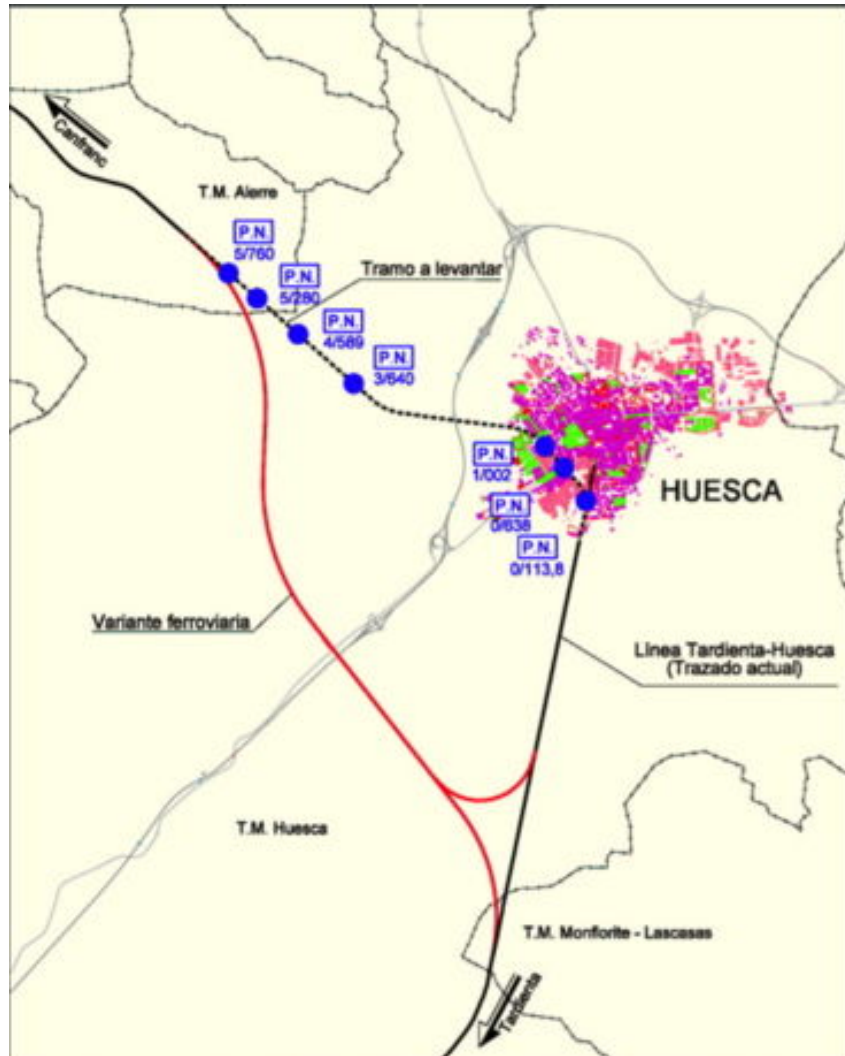 Canfranc
T.M. Alerre
P.N.
5/760
P.N.
5/280
Tramo a levantar
P.N.
4/589
P.N.
3/640
P.N.
1/002
HUESCA
P.N.
0/638
P.N.
0/113,8
Variante ferroviaria
Línea Tardienta-Huesca
(Trazado actual)
T.M. Huesca
T.M. Monflorite - Lascasas
Tardienta